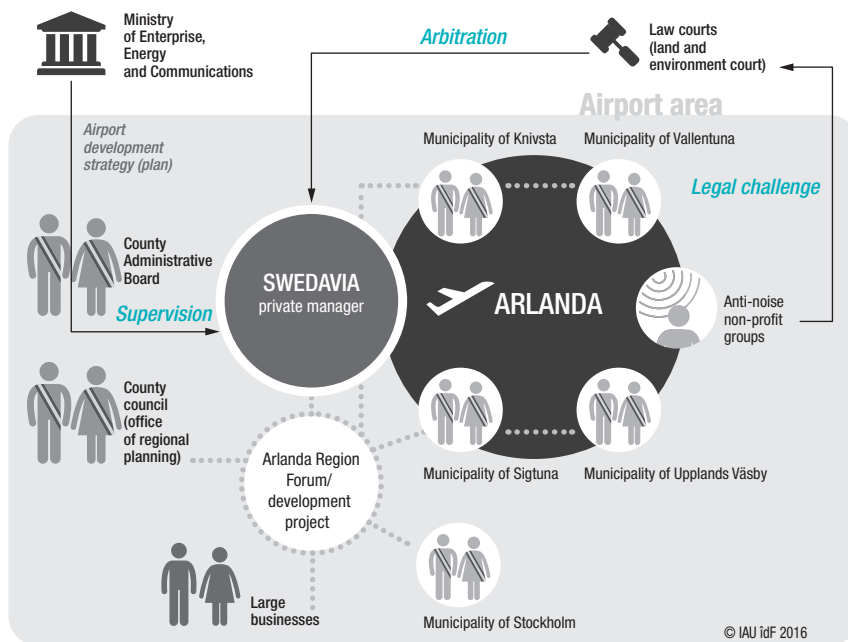 Ministry
of Enterprise,
Energy
and Communications
Arbitration
Law courts
(land and
environment court)
Airport area
Airport
development
strategy (plan)
Municipality of Knivsta
Municipality of Vallentuna
Legal challenge
County
Administrative
Board
Supervision
SWEDAVIA
private manager
ARLANDA
Anti-noise
non-profit
groups
County
council
(office
of regional
planning)
Arlanda Region
Forum/
development
project
Municipality of Sigtuna
Municipality of Upplands Väsby
Large
businesses
Municipality of Stockholm
© IAU îdF 2016